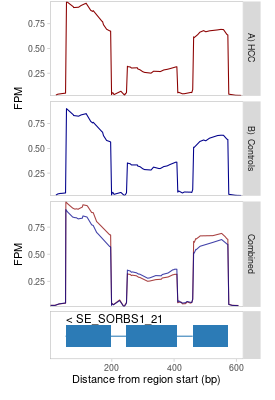 0.75
0.50
0.25
A) HCC
FPM
0.75
0.50
0.25
B) Controls
0.75
0.50
0.25
FPM
Combined
< SE_SORBS1_21
0
200
400
600
Distance from region start (bp)